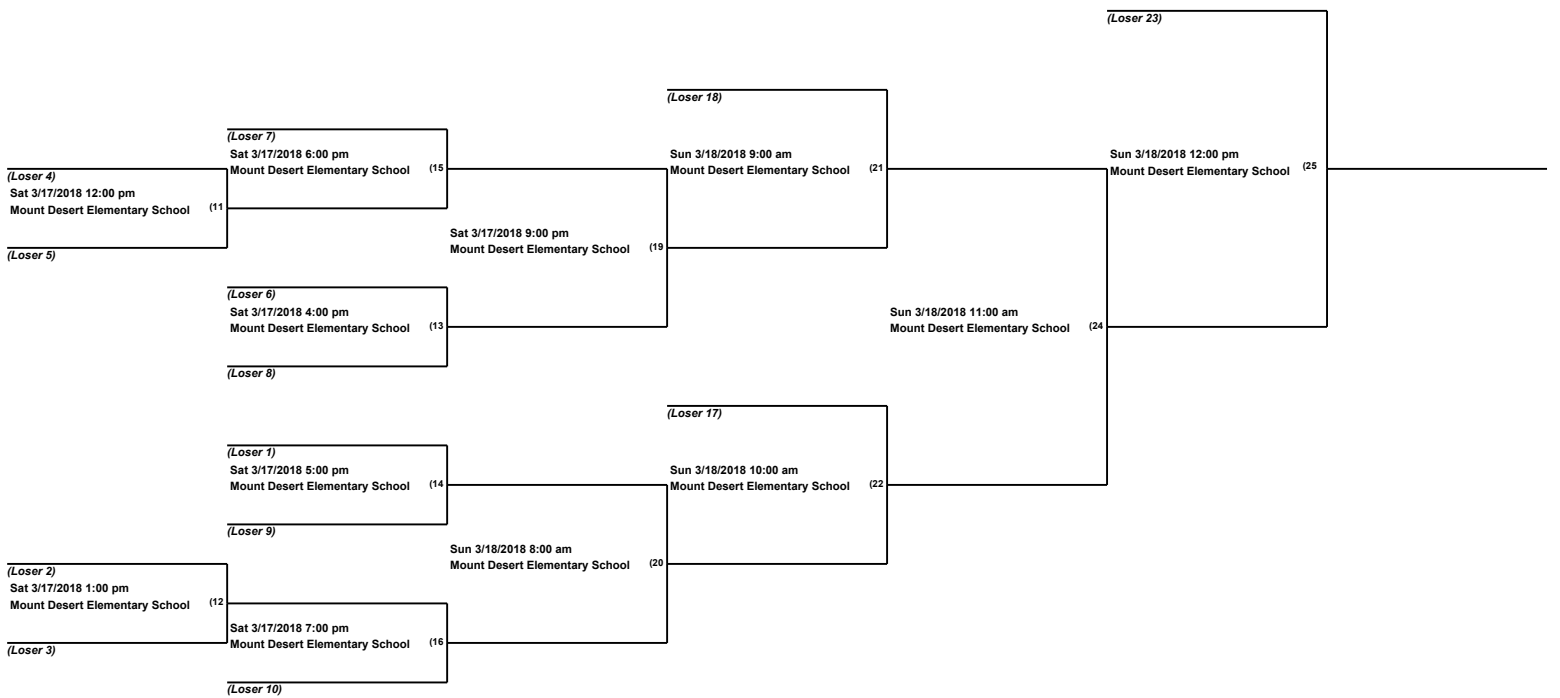 (Loser 23)
(Loser 18)
(Loser 7)
Sat 3/17/2018 6:00 pm
Mount Desert Elementary School (15
Sun 3/18/2018 9:00 am
Mount Desert Elementary School (21
Sun 3/18/2018 12:00 pm
Mount Desert Elementary School (25
(Loser 4)
Sat 3/17/2018 12:00 pm
Mount Desert Elementary School (11
Sat 3/17/2018 9:00 pm
Mount Desert Elementary School (19
(Loser 5)
(Loser 6)
Sat 3/17/2018 4:00 pm
Mount Desert Elementary School (13
Sun 3/18/2018 11:00 am
Mount Desert Elementary School (24
(Loser 8)
(Loser 17)
(Loser 1)
Sat 3/17/2018 5:00 pm
Mount Desert Elementary School (14
Sun 3/18/2018 10:00 am
Mount Desert Elementary School (22
(Loser 9)
Sun 3/18/2018 8:00 am
Mount Desert Elementary School (20
(Loser 2)
Sat 3/17/2018 1:00 pm
Mount Desert Elementary School (12
Sat 3/17/2018 7:00 pm
Mount Desert Elementary School (16
(Loser 3)
(Loser 10)